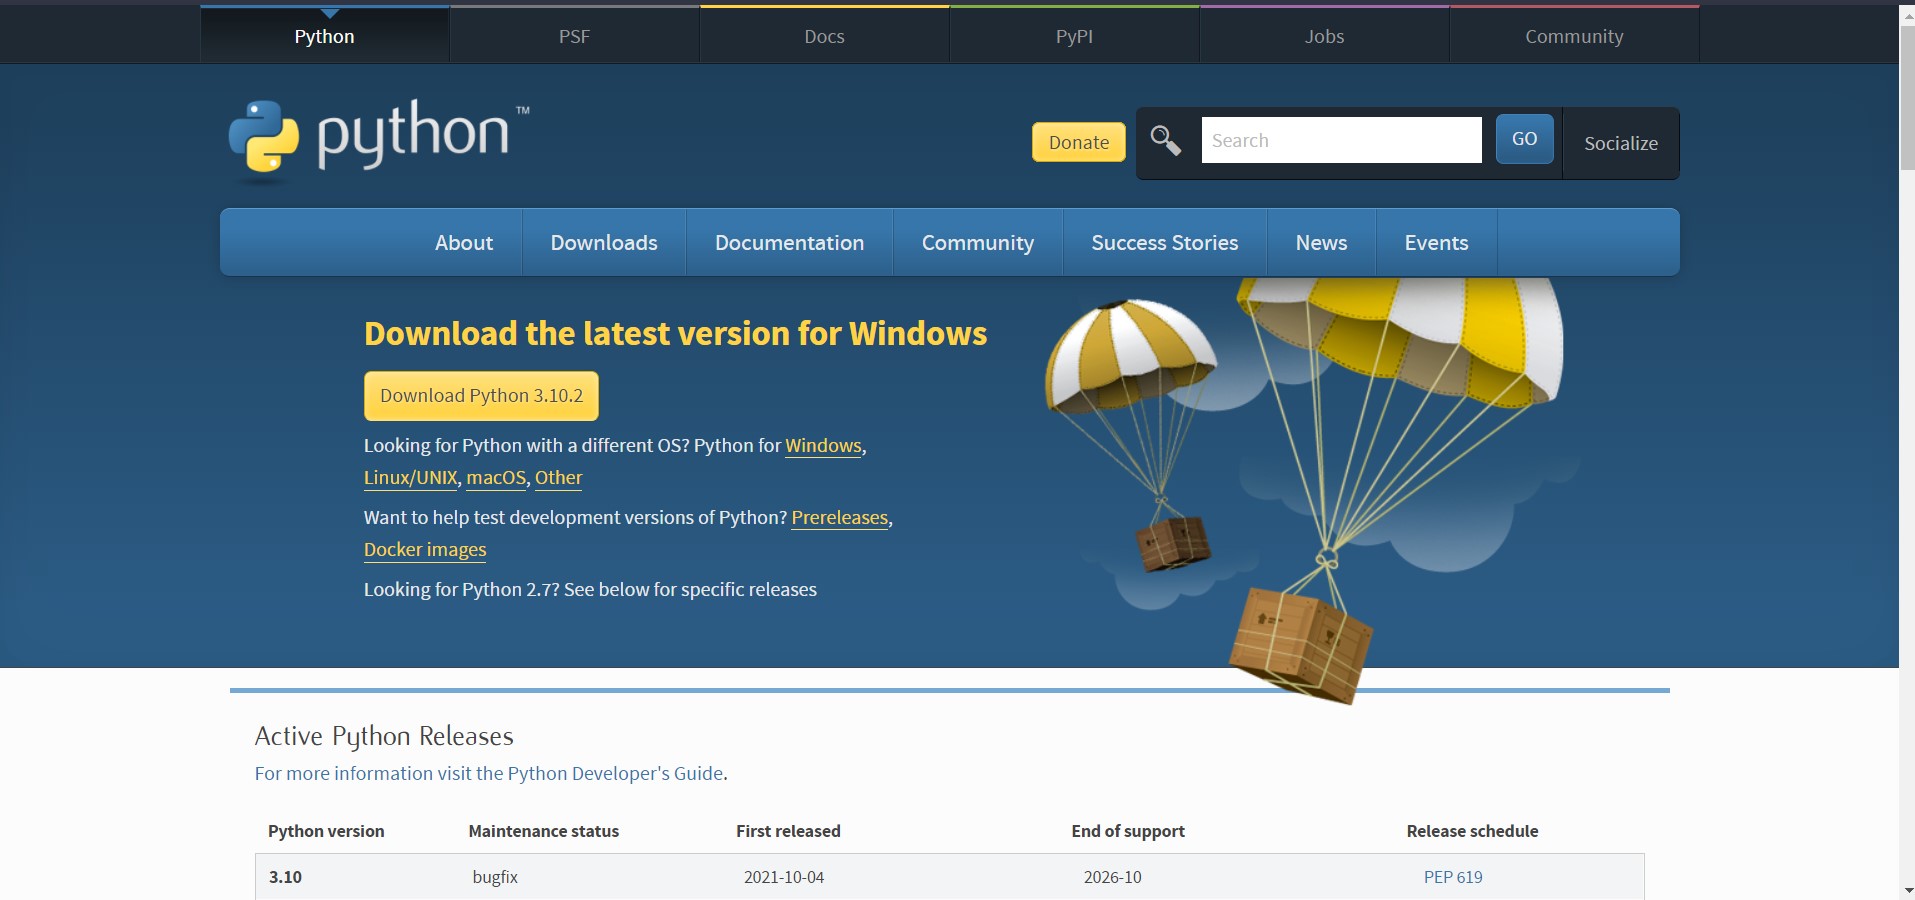 Python PSF Docs PyPI Jobs Community
python™
Donate Search GO Socialize
About Downloads Documentation Community Success Stories News Events
Download the latest version for Windows
Download Python 3.10.2
Looking for Python with a different OS? Python for Windows,
Linux/UNIX, macOS, Other
Want to help test development versions of Python? Prereleases,
Docker images
Looking for Python 2.7? See below for specific releases
Active Python Releases
For more information visit the Python Developer's Guide.
Python version Maintenance status First released End of support Release schedule
3.10 bugfix 2021-10-04 2026-10 PEP 619